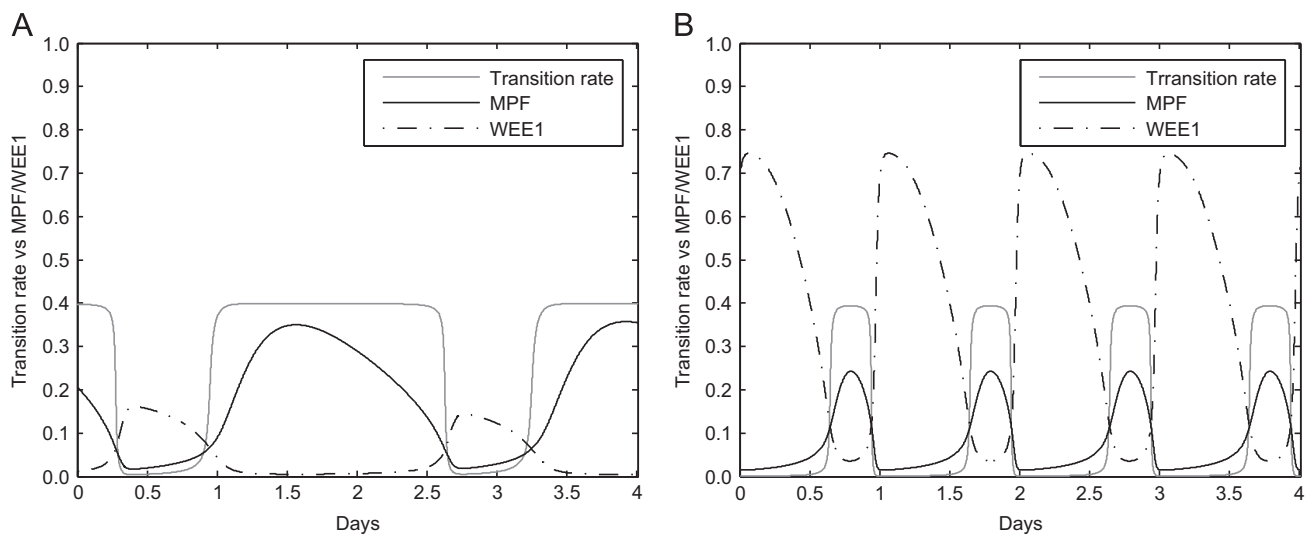 A
Transition rate vs MPF/WEE1
1.0
0.9
0.8
0.7
0.6
0.5
0.4
0.3
0.2
0.1
0.0
Transition rate
MPF
WEE1
0 0.5 1 1.5 2 2.5 3 3.5 4
Days
B
Transition rate vs MPF/WEE1
1.0
0.9
0.8
0.7
0.6
0.5
0.4
0.3
0.2
0.1
0.0
Trransition rate
MPF
WEE1
0 0.5 1 1.5 2 2.5 3 3.5 4
Days